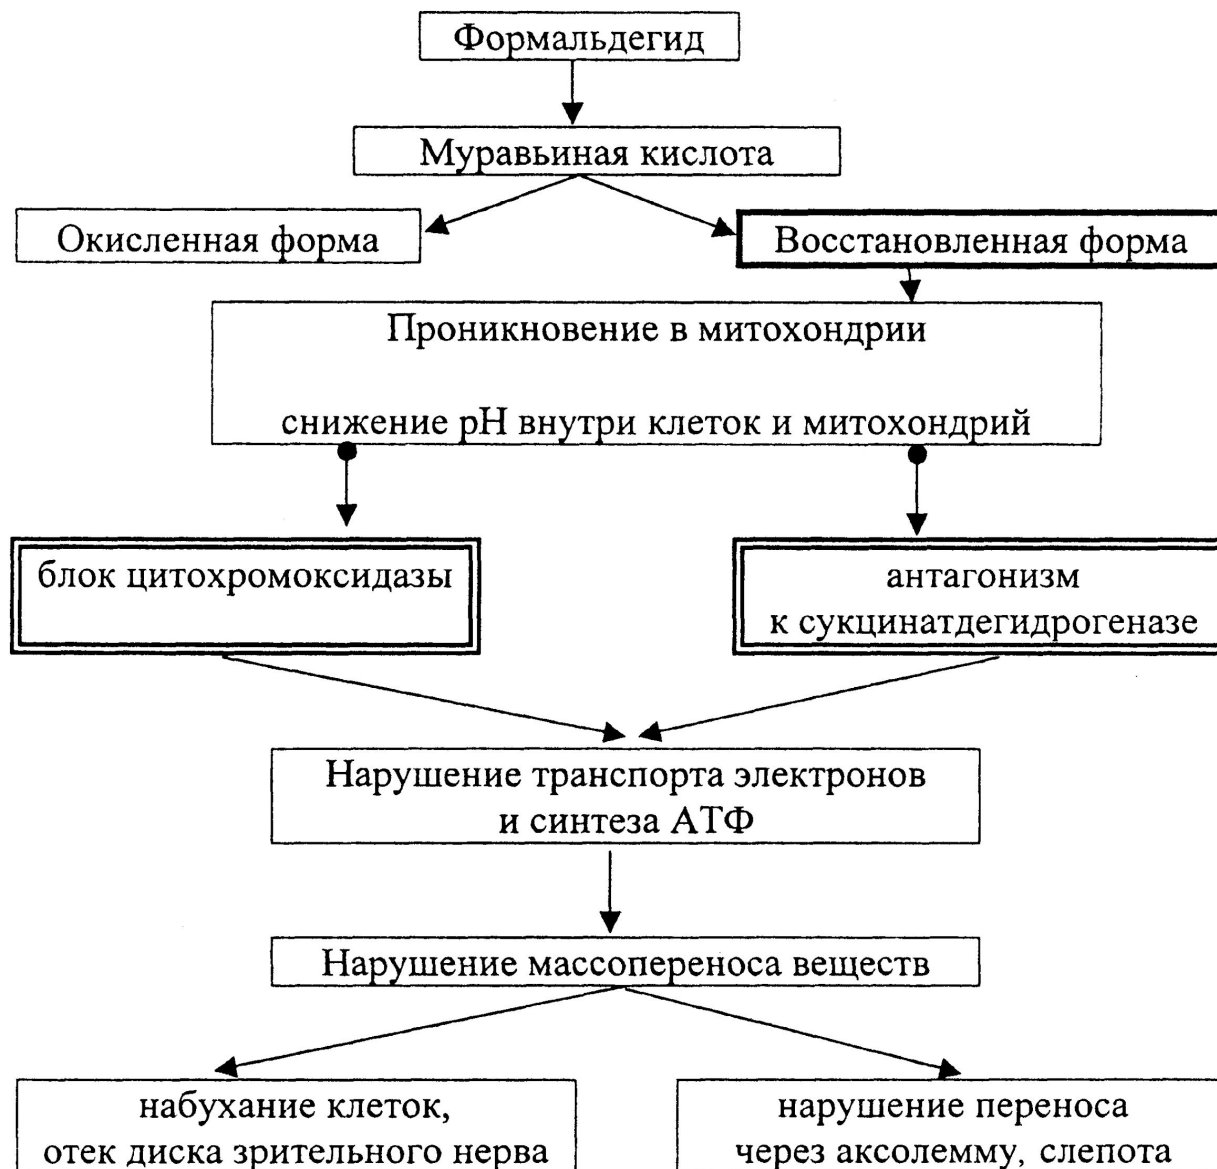 Формальдегид
Муравьиная кислота
Окисленная форма
Восстановленная форма
Проникновение в митохондрии
снижение рН внутри клеток и митохондрий
блок цитохромоксидазы
антагонизм
к сукцинатдегидрогеназе
Нарушение транспорта электронов
и синтеза АТФ
Нарушение массопереноса веществ
набухание клеток,
отек диска зрительного нерва
нарушение переноса
через аксолемму, слепота